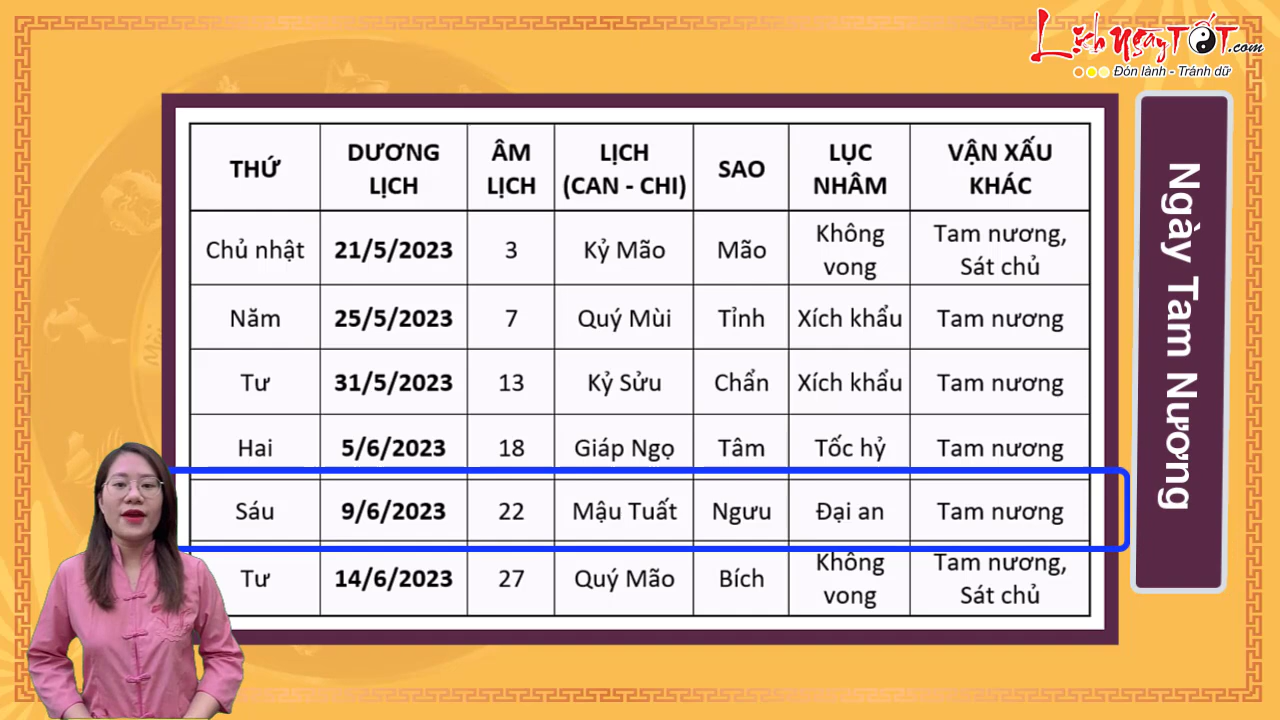 LịchNgayTỐT.com
Đón lành - Tránh dữ
THỨ
DƯƠNG
LỊCH
ÂM
LỊCH
LỊCH
(CAN - CHI)
SAO
LỤC
NHÂM
VẬN XẤU
KHÁC
Chủ nhật
21/5/2023
3
Kỷ Mão
Mão
Không
vong
Tam nương,
Sát chủ
Năm
25/5/2023
7
Quý Mùi
Tỉnh
Xích khẩu
Tam nương
Tư
31/5/2023
13
Kỷ Sửu
Chẩn
Xích khẩu
Tam nương
Hai
5/6/2023
18
Giáp Ngọ
Tâm
Tốc hỷ
Tam nương
Sáu
9/6/2023
22
Mậu Tuất
Ngưu
Đại an
Tam nương
Tư
14/6/2023
27
Quý Mão
Bích
Không
vong
Tam nương,
Sát chủ
Ngày Tam Nương